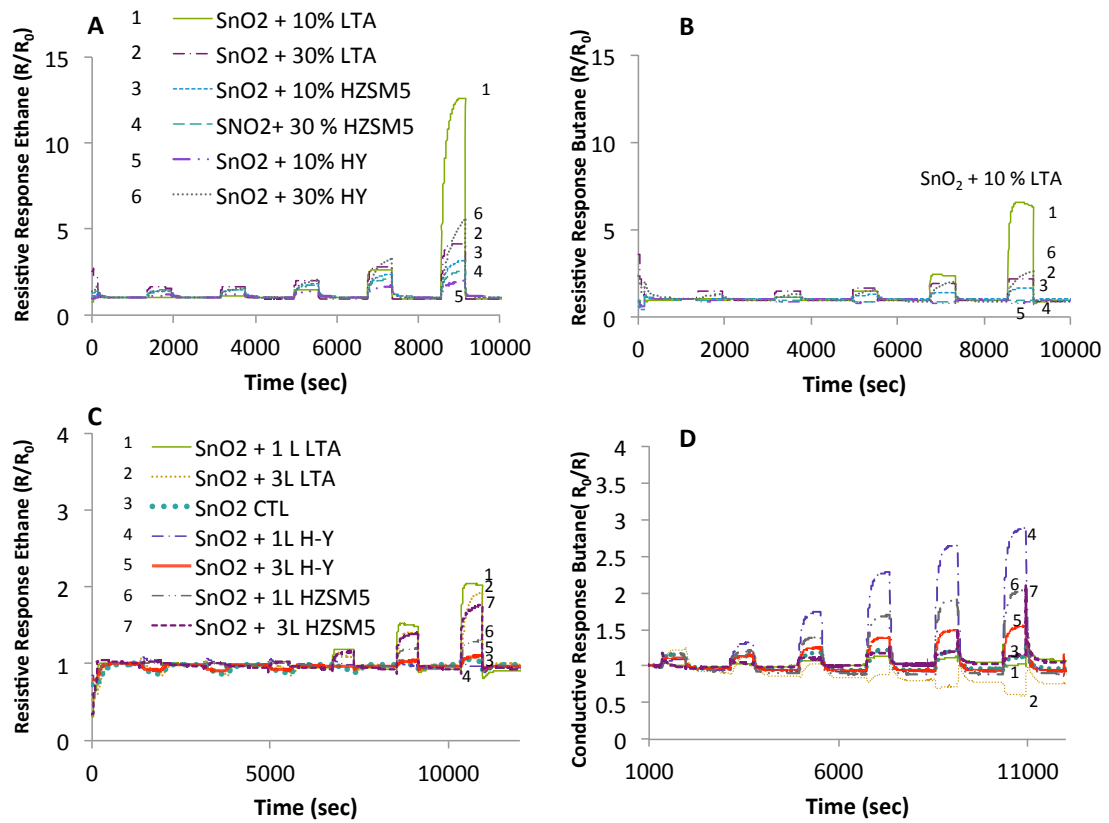 A
1 SnO2 + 10% LTA
2 SnO2 + 30% LTA
3 SnO2 + 10% HZSM5
4 SNO2+ 30 % HZSM5
5 SnO2 + 10% HY
6 SnO2 + 30% HY
Resistive Response Ethane (R/R0)
15
10
5
0
1
6
2
3
4
5
0 2000 4000 6000 8000 10000
Time (sec)
B
Resistive Response Butane (R/R0)
15
10
5
0
SnO2 + 10 % LTA
1
6
2
3
4
5
0 2000 4000 6000 8000 10000
Time (sec)
C
1 SnO2 + 1 L LTA
2 SnO2 + 3L LTA
3 SnO2 CTL
4 SnO2 + 1L H-Y
5 SnO2 + 3L H-Y
6 SnO2 + 1L HZSM5
7 SnO2 + 3L HZSM5
Resistive Response Ethane (R/R0)
4
3
2
1
0
1
2
7
6
5
3
4
0 5000 10000
Time (sec)
D
Conductive Response Butane( R0/R)
4
3.5
3
2.5
2
1.5
1
0.5
0
4
6
7
5
3
1
2
1000 6000 11000
Time (sec)